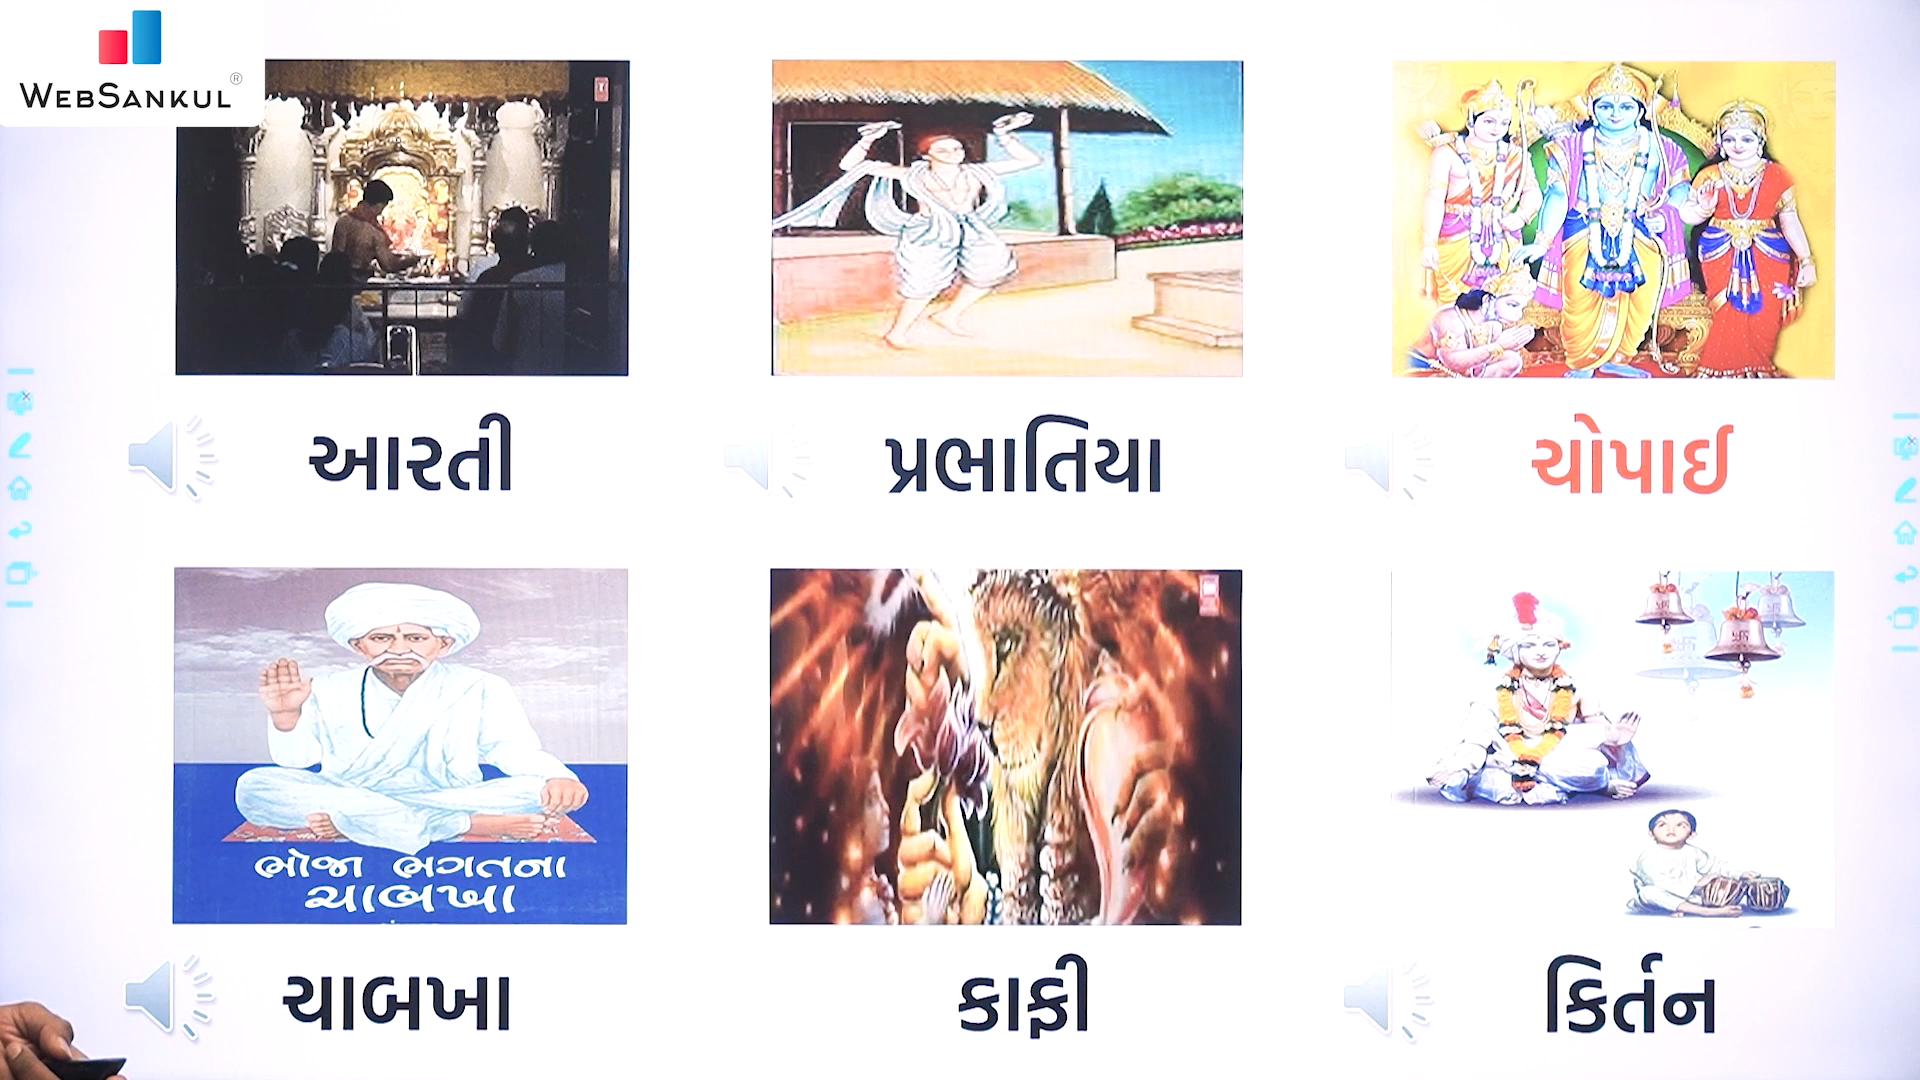 WEBSANKUL®
આરતી
પ્રભાતિયા
ચોપાઈ
ભોજા ભગતના
ચાબખા
ચાબખા
કાફી
કિર્તન